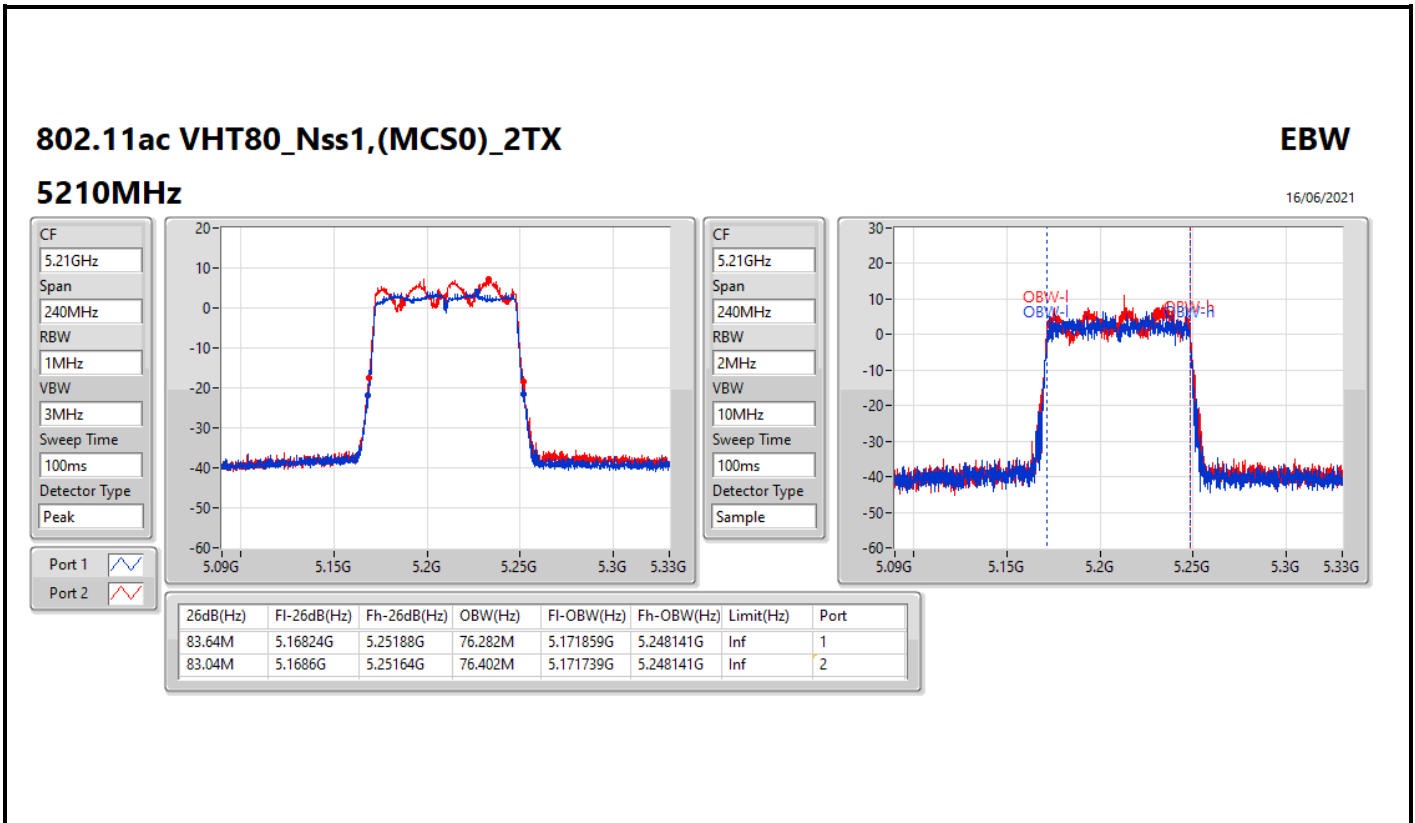 802.11ac VHT80_Nss1,(MCS0)_2TX
EBW
5210MHz
16/06/2021
CF
5.21GHz
Span
240MHz
RBW
1MHz
VBW
3MHz
Sweep Time
100ms
Detector Type
Peak
Port 1
Port 2
20
10
0
-10
-20
-30
-40
-50
-60
5.09G 5.15G 5.2G 5.25G 5.3G 5.33G
CF
5.21GHz
Span
240MHz
RBW
2MHz
VBW
10MHz
Sweep Time
100ms
Detector Type
Sample
30
20
10
0
-10
-20
-30
-40
-50
-60
OBW-l
OBW-l
OBW-h
OBW-h
5.09G 5.15G 5.2G 5.25G 5.3G 5.33G
26dB(Hz) Fl-26dB(Hz) Fh-26dB(Hz) OBW(Hz) Fl-OBW(Hz) Fh-OBW(Hz) Limit(Hz) Port
83.64M 5.16824G 5.25188G 76.282M 5.171859G 5.248141G Inf 1
83.04M 5.1686G 5.25164G 76.402M 5.171739G 5.248141G Inf 2